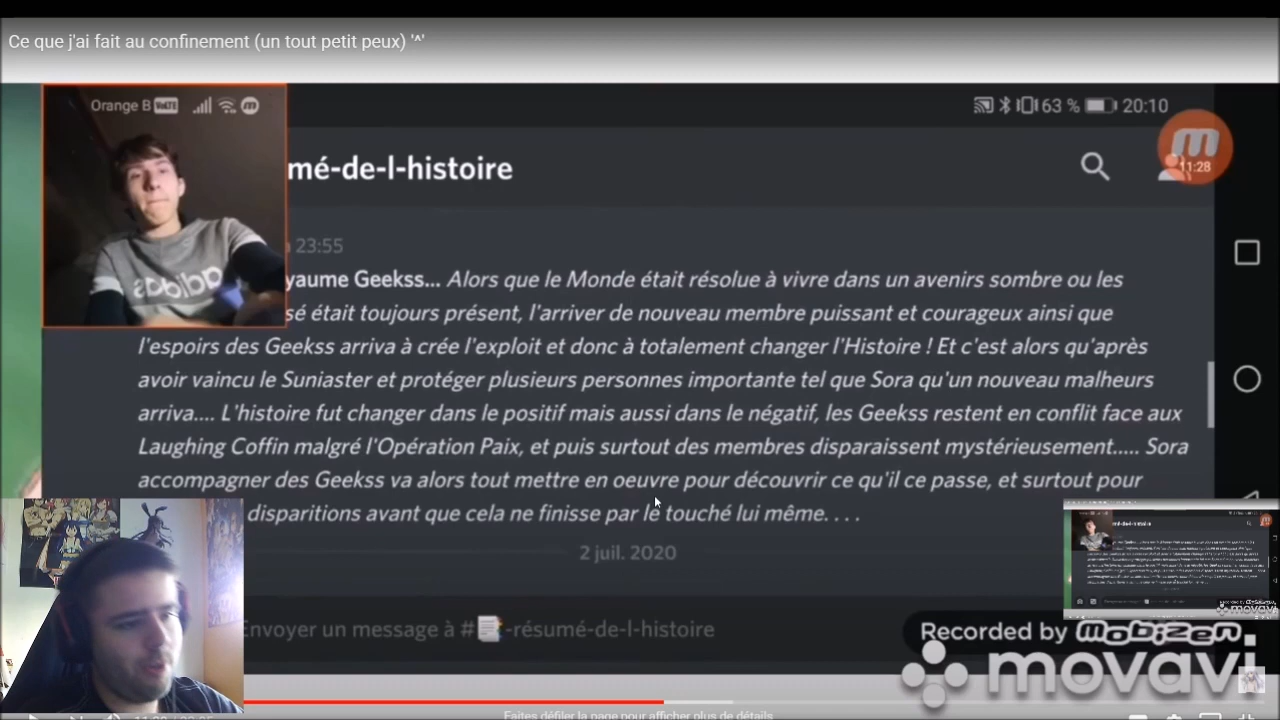 Ce que j'ai fait au confinement (un tout petit peux) '^'
Orange B VoLTE
63 % 20:10
mé-de-l-histoire
11:28
23:55
yaume Geekss... Alors que le Monde était résolue à vivre dans un avenirs sombre ou les
sé était toujours présent, l'arriver de nouveau membre puissant et courageux ainsi que
l'espoirs des Geekss arriva à crée l'exploit et donc à totalement changer l'Histoire ! Et c'est alors qu'après
avoir vaincu le Suniaster et protéger plusieurs personnes importante tel que Sora qu'un nouveau malheurs
arriva.... L'histoire fut changer dans le positif mais aussi dans le négatif, les Geekss restent en conflit face aux
Laughing Coffin malgré l'Opération Paix, et puis surtout des membres disparaissent mystérieusement..... Sora
accompagner des Geekss va alors tout mettre en oeuvre pour découvrir ce qu'il ce passe, et surtout pour
disparitions avant que cela ne finisse par le touché lui même. . . .
2 juil. 2020
Envoyer un message à #-résumé-de-l-histoire
Recorded by mobizen
movavi
Faites défiler la page pour afficher plus de détails